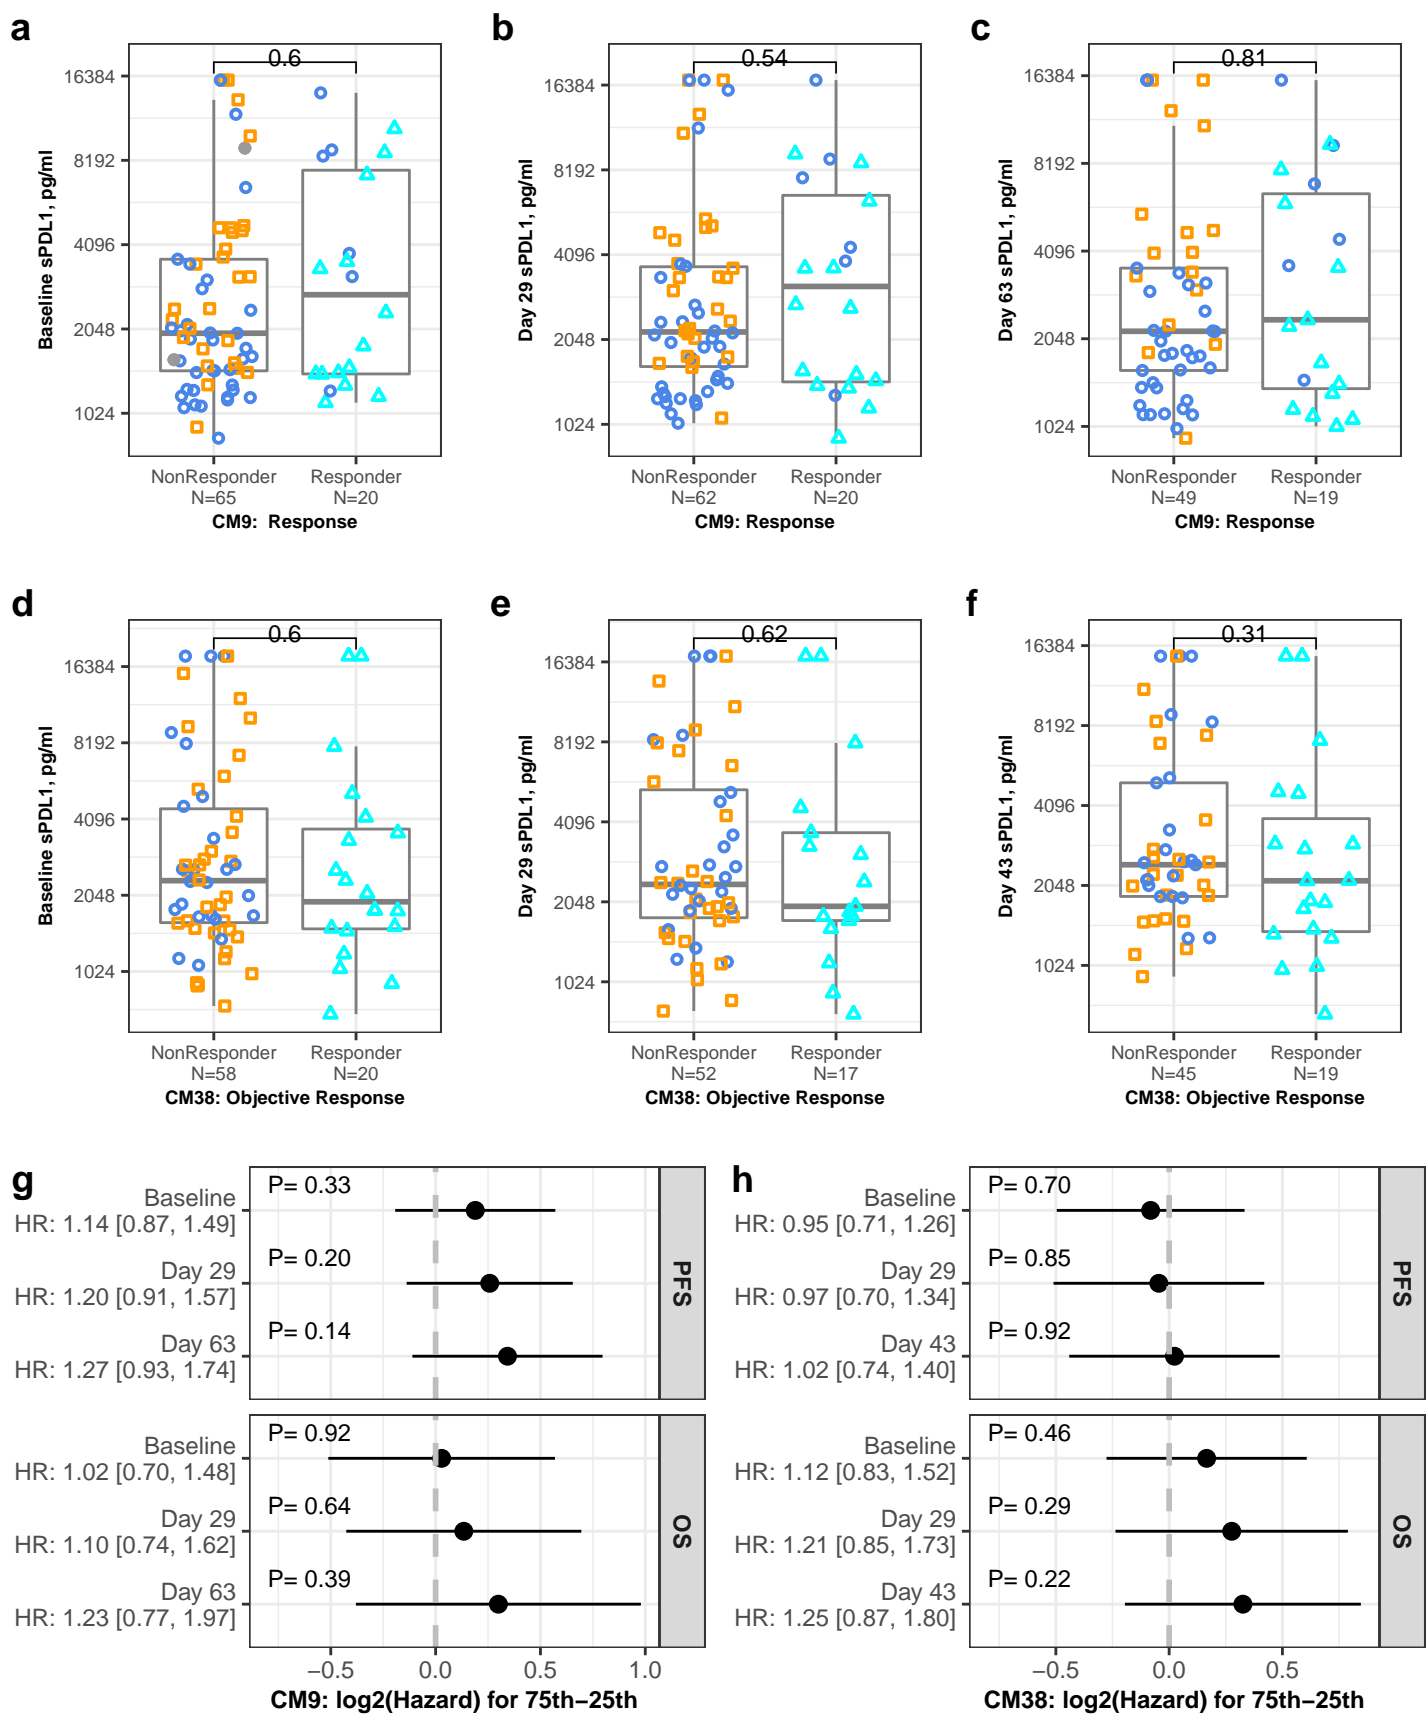 a
0.6
16384
8192
4096
2048
1024
Baseline sPDL1, pg/ml
NonResponder
N=65
Responder
N=20
CM9:  Response
b
0.54
16384
8192
4096
2048
1024
Day 29 sPDL1, pg/ml
NonResponder
N=62
Responder
N=20
CM9: Response
c
0.81
16384
8192
4096
2048
1024
Day 63 sPDL1, pg/ml
NonResponder
N=49
Responder
N=19
CM9: Response
d
0.6
16384
8192
4096
2048
1024
Baseline sPDL1, pg/ml
NonResponder
N=58
Responder
N=20
CM38: Objective Response
e
0.62
16384
8192
4096
2048
1024
Day 29 sPDL1, pg/ml
NonResponder
N=52
Responder
N=17
CM38: Objective Response
f
0.31
16384
8192
4096
2048
1024
Day 43 sPDL1, pg/ml
NonResponder
N=45
Responder
N=19
CM38: Objective Response
g
Baseline
HR: 1.14 [0.87, 1.49]
P= 0.33
Day 29
HR: 1.20 [0.91, 1.57]
P= 0.20
Day 63
HR: 1.27 [0.93, 1.74]
P= 0.14
PFS
Baseline
HR: 1.02 [0.70, 1.48]
P= 0.92
Day 29
HR: 1.10 [0.74, 1.62]
P= 0.64
Day 63
HR: 1.23 [0.77, 1.97]
P= 0.39
OS
−0.5 0.0 0.5 1.0
CM9: log2(Hazard) for 75th−25th
h
Baseline
HR: 0.95 [0.71, 1.26]
P= 0.70
Day 29
HR: 0.97 [0.70, 1.34]
P= 0.85
Day 43
HR: 1.02 [0.74, 1.40]
P= 0.92
PFS
Baseline
HR: 1.12 [0.83, 1.52]
P= 0.46
Day 29
HR: 1.21 [0.85, 1.73]
P= 0.29
Day 43
HR: 1.25 [0.87, 1.80]
P= 0.22
OS
−0.5 0.0 0.5
CM38: log2(Hazard) for 75th−25th